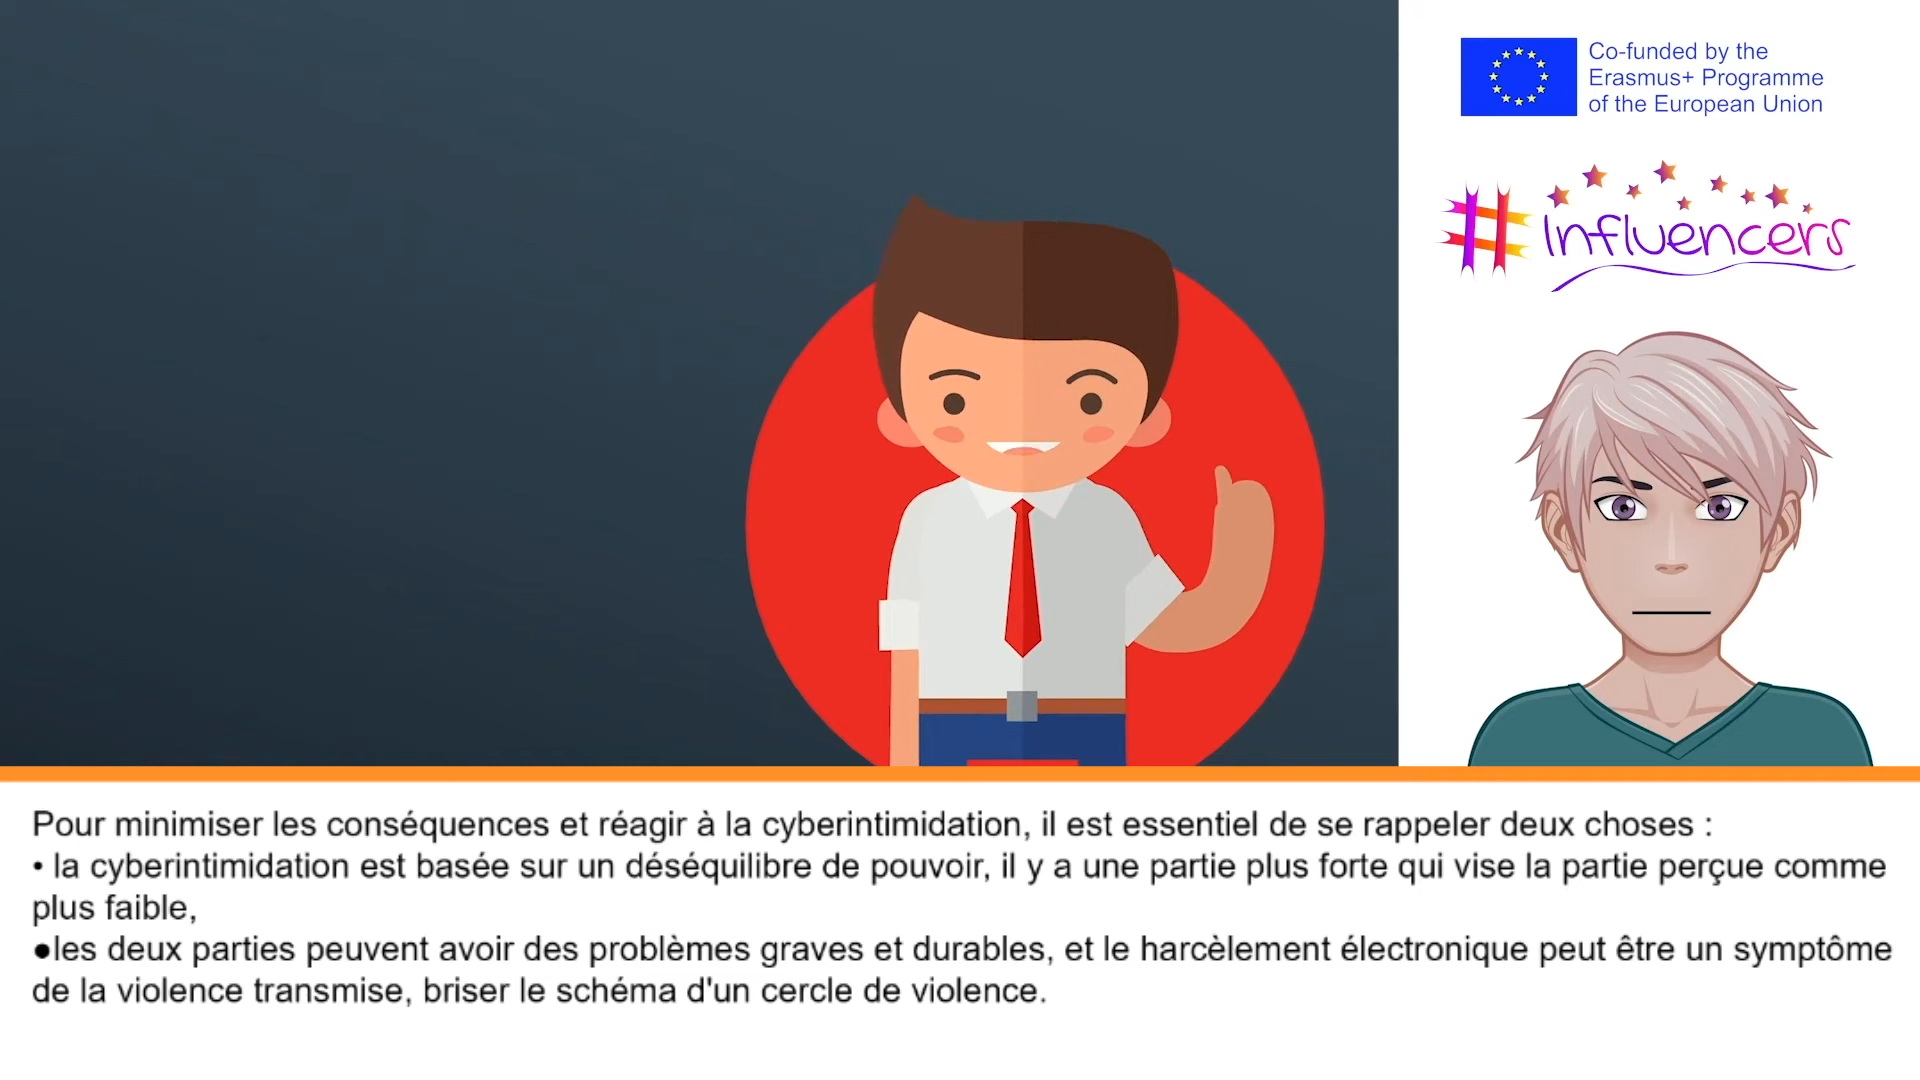 Co-funded by the
Erasmus+ Programme
of the European Union
#Influencers
Pour minimiser les conséquences et réagir à la cyberintimidation, il est essentiel de se rappeler deux choses :
• la cyberintimidation est basée sur un déséquilibre de pouvoir, il y a une partie plus forte qui vise la partie perçue comme
plus faible,
●les deux parties peuvent avoir des problèmes graves et durables, et le harcèlement électronique peut être un symptôme
de la violence transmise, briser le schéma d'un cercle de violence.